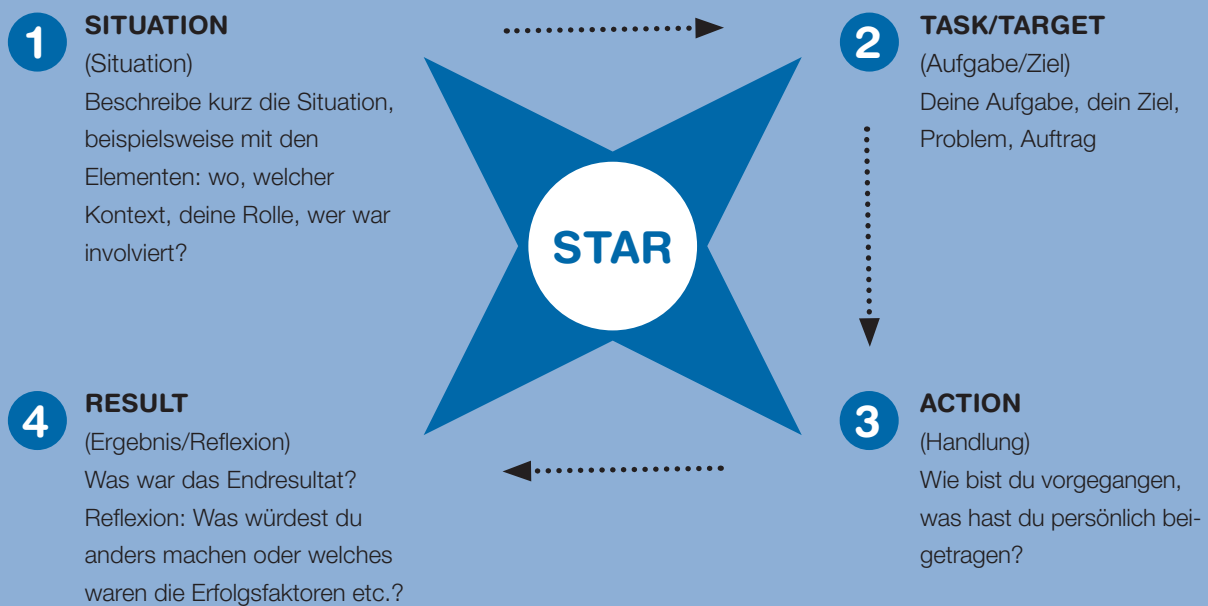 1
SITUATION
(Situation)
Beschreibe kurz die Situation,
beispielsweise mit den
Elementen: wo, welcher
Kontext, deine Rolle, wer war
involviert?
2
TASK/TARGET
(Aufgabe/Ziel)
Deine Aufgabe, dein Ziel,
Problem, Auftrag
STAR
3
ACTION
(Handlung)
Wie bist du vorgegangen,
was hast du persönlich bei-
getragen?
4
RESULT
(Ergebnis/Reflexion)
Was war das Endresultat?
Reflexion: Was würdest du
anders machen oder welches
waren die Erfolgsfaktoren etc.?